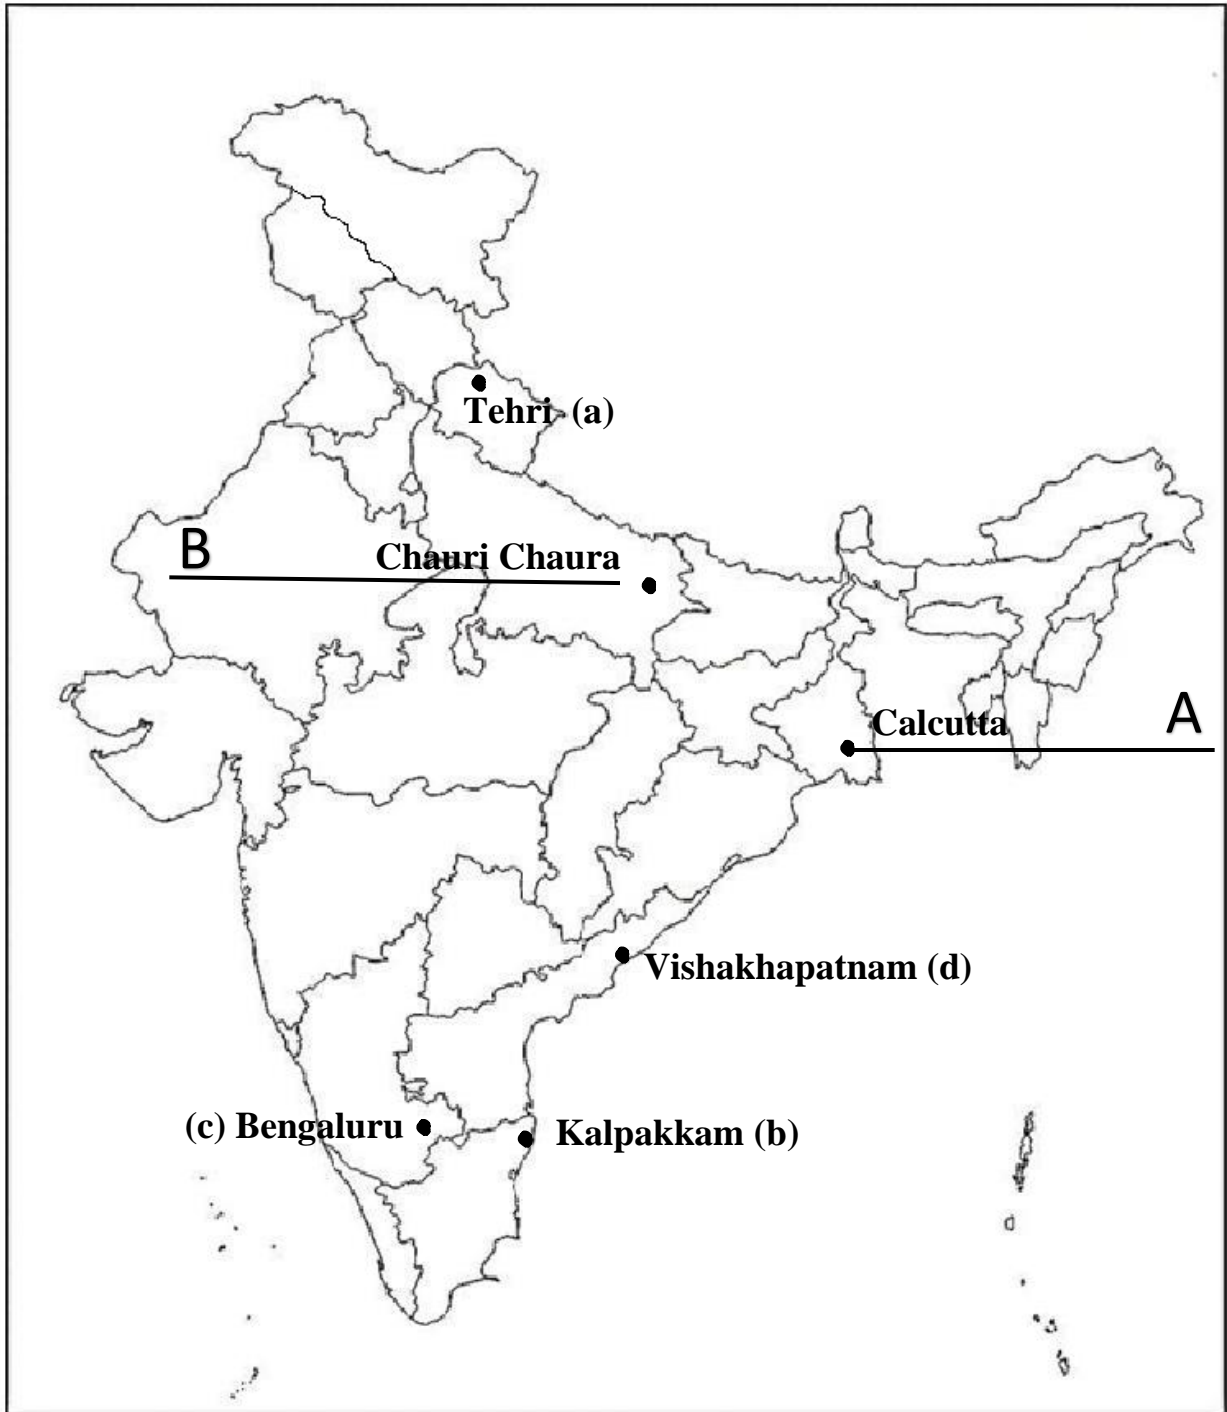 Tehri (a)
B
Chauri Chaura
A
Calcutta
Vishakhapatnam (d)
(c) Bengaluru
Kalpakkam (b)